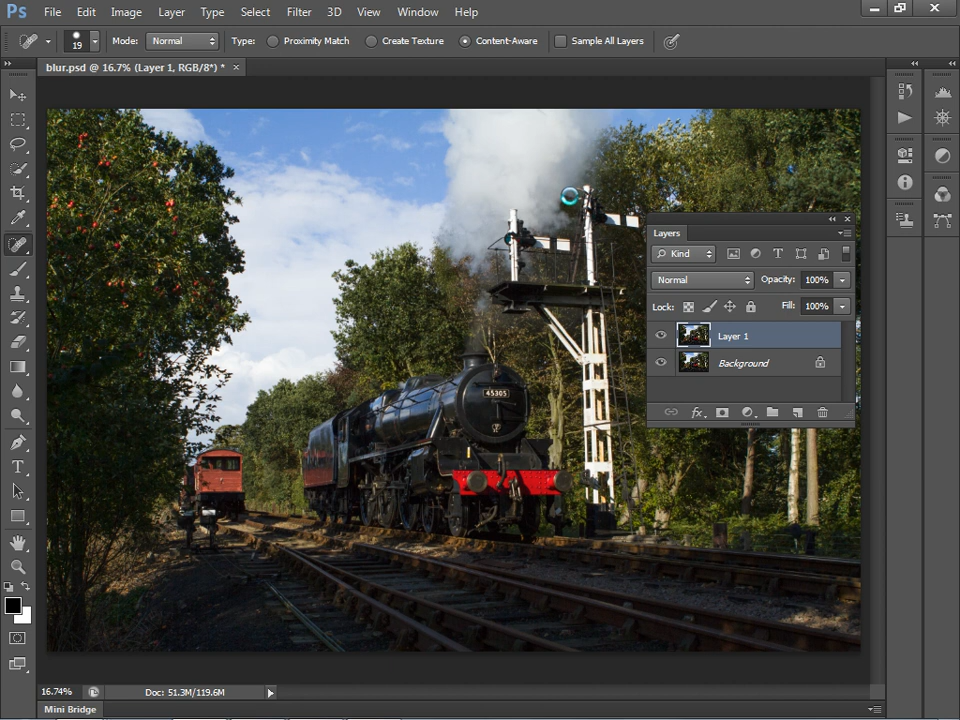 Ps File Edit Image Layer Type Select Filter 3D View Window Help
19 Mode: Normal Type: Proximity Match Create Texture Content-Aware Sample All Layers
blur.psd @ 16.7% (Layer 1, RGB/8*) * ×
Layers
Kind
Normal Opacity: 100%
Lock: Fill: 100%
Layer 1
Background
fx
45305
16.74% Doc: 51.3M/119.6M
Mini Bridge